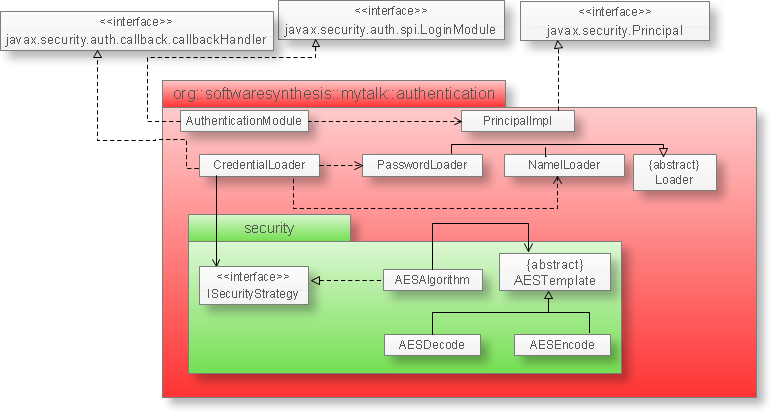 <<interface>>
javax.security.auth.callback.callbackHandler
<<interface>>
javax.security.auth.spi.LoginModule
<<interface>>
javax.security.Principal
org::softwaresynthesis::mytalk::authentication
AuthenticationModule
PrincipalImpl
CredentialLoader
PasswordLoader
NamelLoader
{abstract}
Loader
security
<<interface>>
ISecurityStrategy
AESAlgorithm
{abstract}
AESTemplate
AESDecode
AESEncode